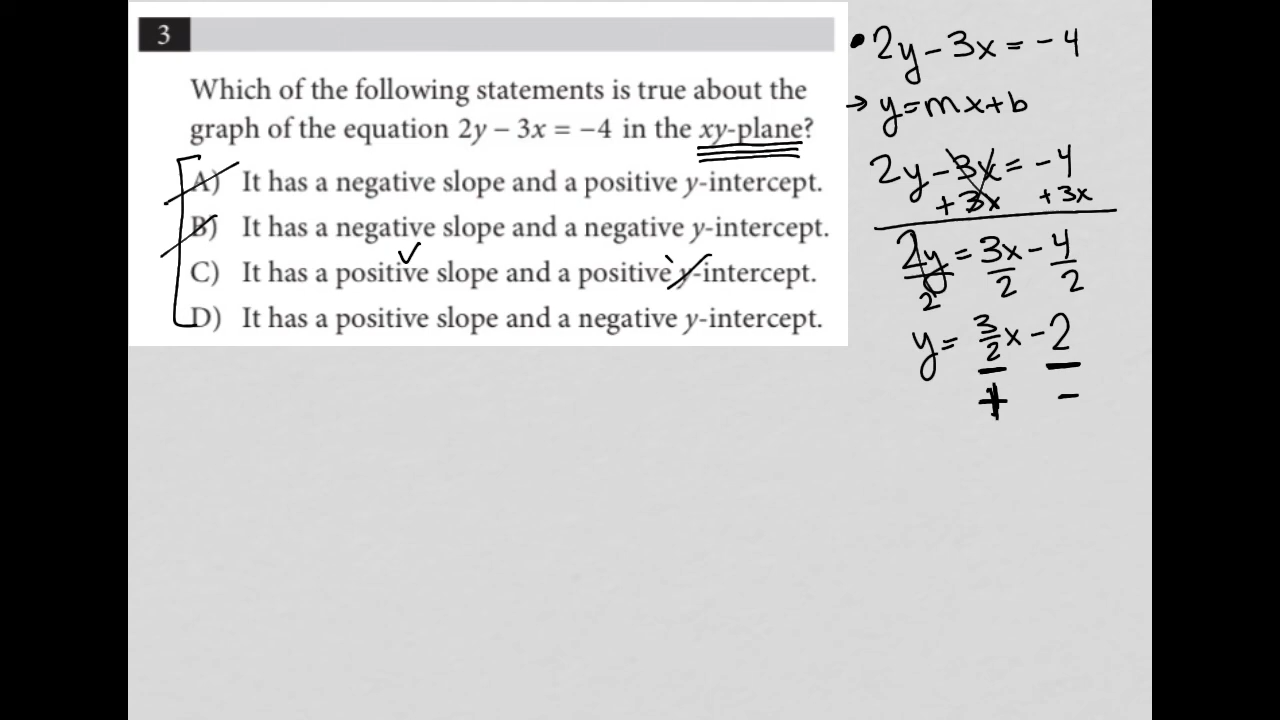 3
Which of the following statements is true about the
graph of the equation 2y − 3x = −4 in the xy-plane?
A) It has a negative slope and a positive y-intercept.
B) It has a negative slope and a negative y-intercept.
C) It has a positive slope and a positive y-intercept.
D) It has a positive slope and a negative y-intercept.
2y − 3x = − 4
→ y = mx + b
2y − 3x = − 4
+ 3x + 3x
2y = 3x − 4
2 2 2
y = 3/2 x − 2
+ −